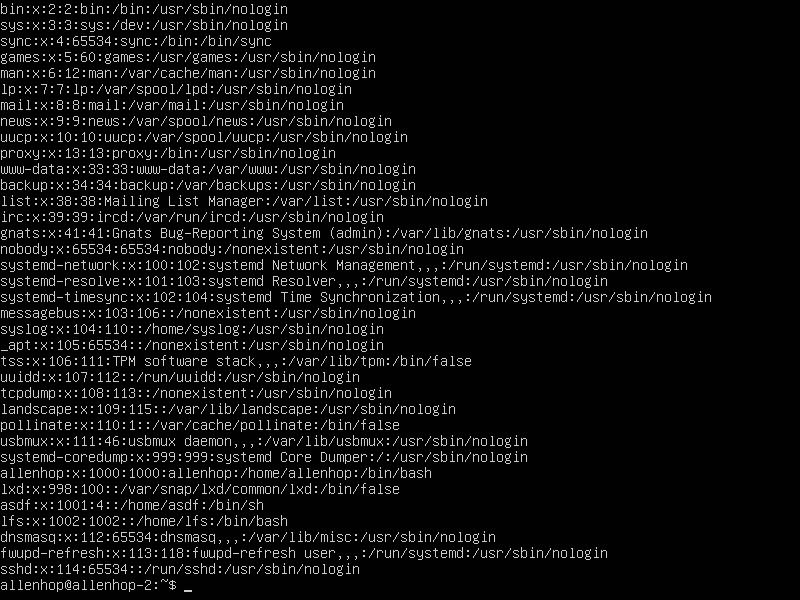 bin:x:2:2:bin:/bin:/usr/sbin/nologin
sys:x:3:3:sys:/dev:/usr/sbin/nologin
sync:x:4:65534:sync:/bin:/bin/sync
games:x:5:60:games:/usr/games:/usr/sbin/nologin
man:x:6:12:man:/var/cache/man:/usr/sbin/nologin
lp:x:7:7:lp:/var/spool/lpd:/usr/sbin/nologin
mail:x:8:8:mail:/var/mail:/usr/sbin/nologin
news:x:9:9:news:/var/spool/news:/usr/sbin/nologin
uucp:x:10:10:uucp:/var/spool/uucp:/usr/sbin/nologin
proxy:x:13:13:proxy:/bin:/usr/sbin/nologin
www-data:x:33:33:www-data:/var/www:/usr/sbin/nologin
backup:x:34:34:backup:/var/backups:/usr/sbin/nologin
list:x:38:38:Mailing List Manager:/var/list:/usr/sbin/nologin
irc:x:39:39:ircd:/var/run/ircd:/usr/sbin/nologin
gnats:x:41:41:Gnats Bug-Reporting System (admin):/var/lib/gnats:/usr/sbin/nologin
nobody:x:65534:65534:nobody:/nonexistent:/usr/sbin/nologin
systemd-network:x:100:102:systemd Network Management,,,:/run/systemd:/usr/sbin/nologin
systemd-resolve:x:101:103:systemd Resolver,,,:/run/systemd:/usr/sbin/nologin
systemd-timesync:x:102:104:systemd Time Synchronization,,,:/run/systemd:/usr/sbin/nologin
messagebus:x:103:106::/nonexistent:/usr/sbin/nologin
syslog:x:104:110::/home/syslog:/usr/sbin/nologin
_apt:x:105:65534::/nonexistent:/usr/sbin/nologin
tss:x:106:111:TPM software stack,,,:/var/lib/tpm:/bin/false
uuidd:x:107:112::/run/uuidd:/usr/sbin/nologin
tcpdump:x:108:113::/nonexistent:/usr/sbin/nologin
landscape:x:109:115::/var/lib/landscape:/usr/sbin/nologin
pollinate:x:110:1::/var/cache/pollinate:/bin/false
usbmux:x:111:46:usbmux daemon,,,:/var/lib/usbmux:/usr/sbin/nologin
systemd-coredump:x:999:999:systemd Core Dumper:/:/usr/sbin/nologin
allenhop:x:1000:1000:allenhop:/home/allenhop:/bin/bash
lxd:x:998:100::/var/snap/lxd/common/lxd:/bin/false
asdf:x:1001:4::/home/asdf:/bin/sh
lfs:x:1002:1002::/home/lfs:/bin/bash
dnsmasq:x:112:65534:dnsmasq,,,:/var/lib/misc:/usr/sbin/nologin
fwupd-refresh:x:113:118:fwupd-refresh user,,,:/run/systemd:/usr/sbin/nologin
sshd:x:114:65534::/run/sshd:/usr/sbin/nologin
allenhop@allenhop-2:~$ _